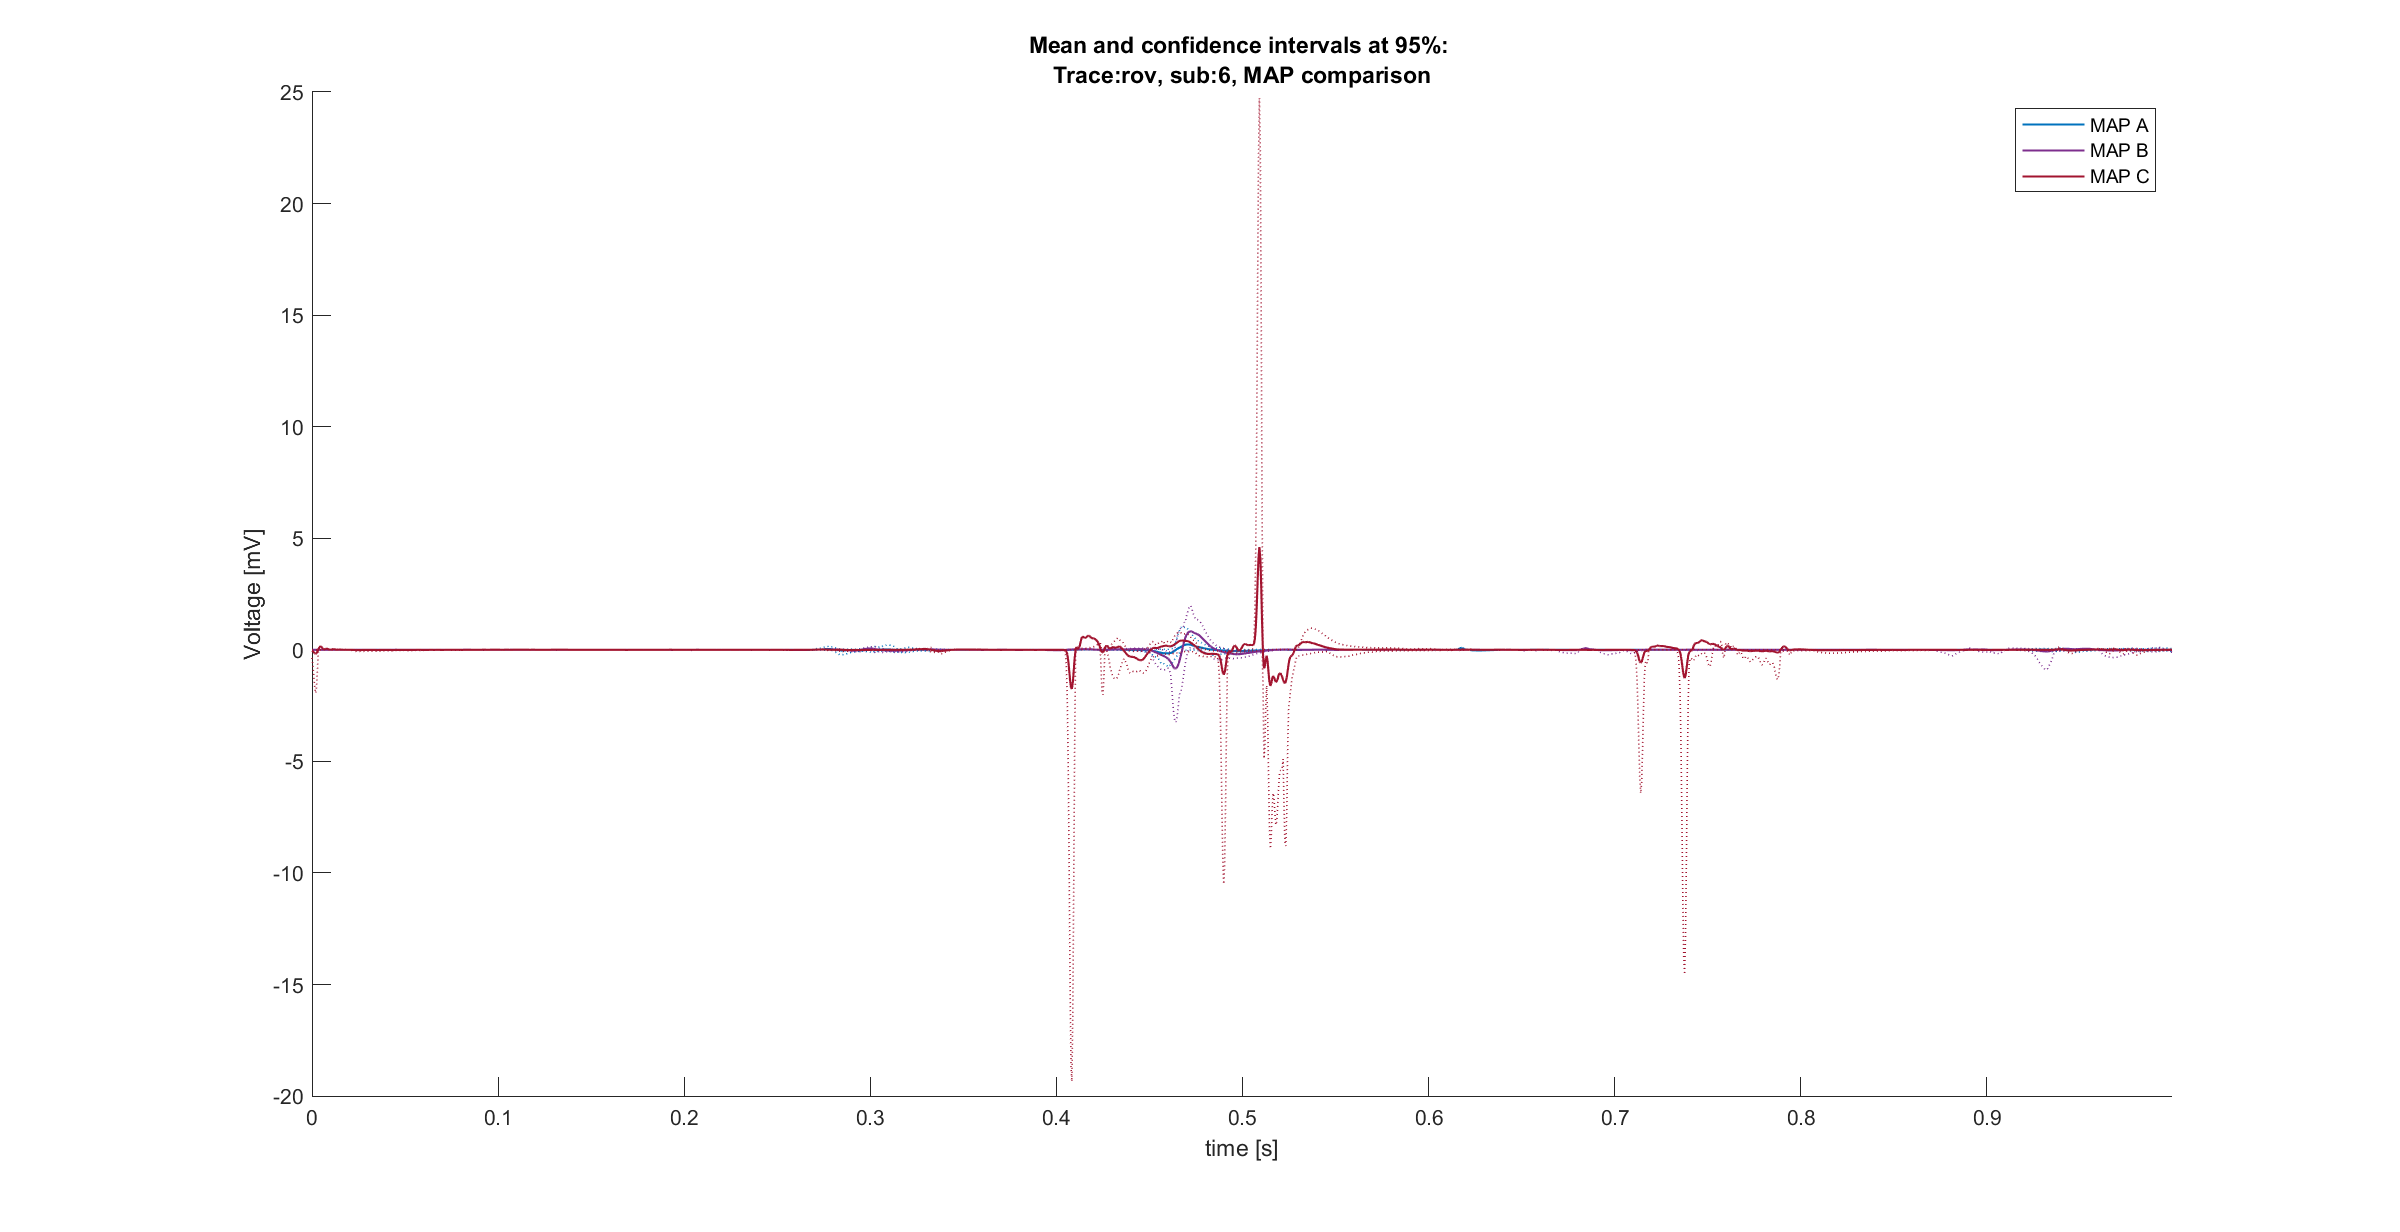 Mean and confidence intervals at 95%:
Trace:rov, sub:6, MAP comparison
MAP A
MAP B
MAP C
Voltage [mV]
25
20
15
10
5
0
-5
-10
-15
-20
0 0.1 0.2 0.3 0.4 0.5 0.6 0.7 0.8 0.9
time [s]